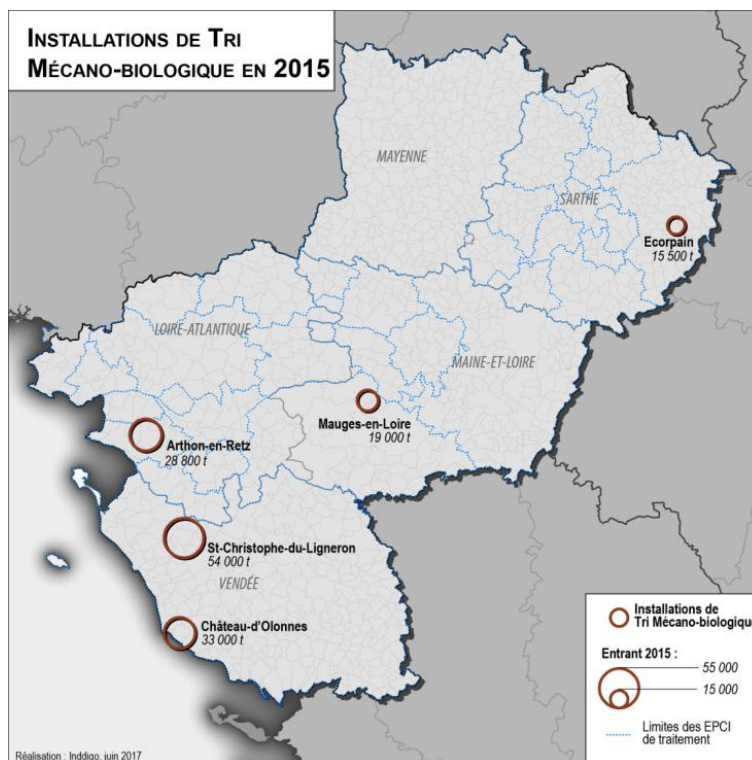 INSTALLATIONS DE TRI
MÉCANO-BIOLOGIQUE EN 2015
MAYENNE
SARTHE
Ecorpain
15 500 t
LOIRE-ATLANTIQUE
MAINE-ET-LOIRE
Mauges-en-Loire
19 000 t
Arthon-en-Retz
28 800 t
St-Christophe-du-Ligneron
54 000 t
VENDÉE
Château-d'Olonnes
33 000 t
Installations de
Tri Mécano-biologique
Entrant 2015 :
55 000
15 000
Limites des EPCI
de traitement
Réalisation : Inddigo, juin 2017